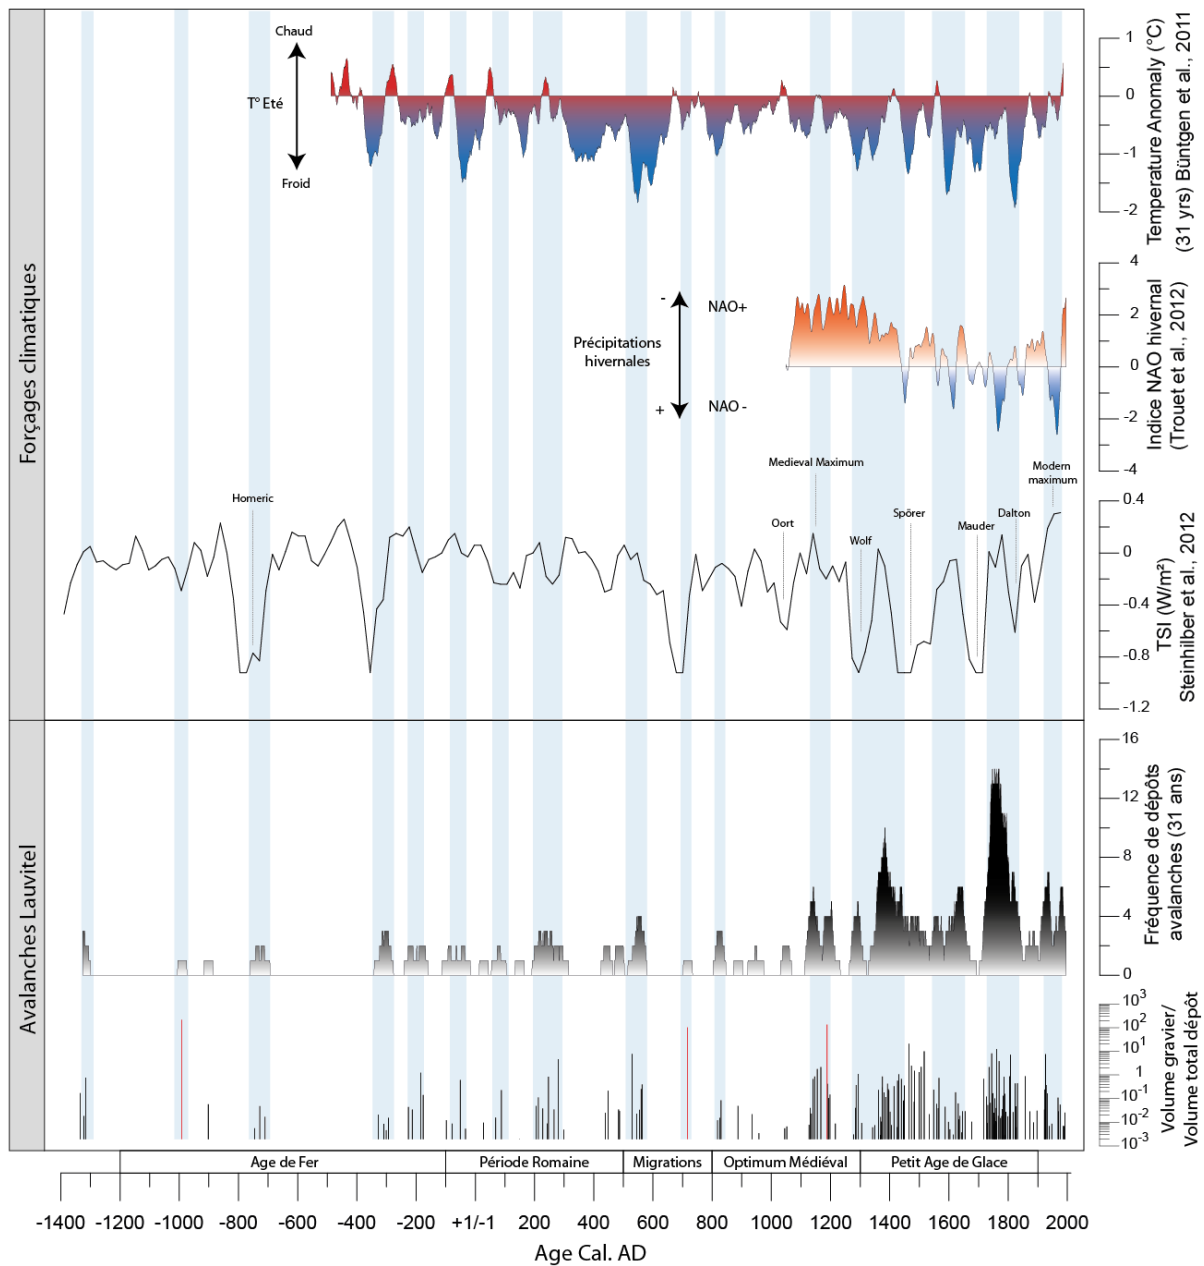 Forçages climatiques
Avalanches Lauvitel
Chaud
T° Eté
Froid
1
0
-1
-2
Temperature Anomaly (°C)
(31 yrs) Büntgen et al., 2011
Précipitations
hivernales
-
+
NAO+
NAO -
4
2
0
-2
-4
Indice NAO hivernal
(Trouet et al., 2012)
Homeric
Medieval Maximum
Oort
Wolf
Spörer
Mauder
Dalton
Modern
maximum
0.4
0
-0.4
-0.8
-1.2
TSI (W/m²)
Steinhilber et al., 2012
16
12
8
4
0
Fréquence de dépôts
avalanches (31 ans)
10³
10²
10¹
1
10⁻¹
10⁻²
10⁻³
Volume gravier/
Volume total dépôt
Age de Fer
Période Romaine
Migrations
Optimum Médiéval
Petit Age de Glace
-1400 -1200 -1000 -800 -600 -400 -200 +1/-1 200 400 600 800 1000 1200 1400 1600 1800 2000
Age Cal. AD